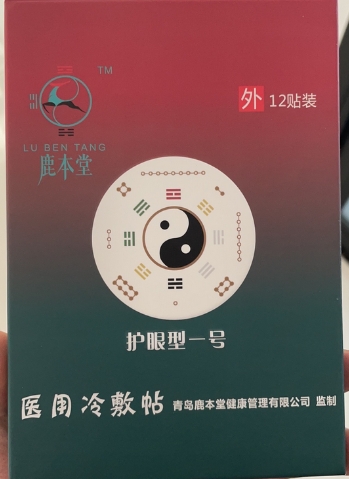 TM
外 12贴装
LU BEN TANG
鹿本堂
护眼型一号
医用冷敷帖 青岛鹿本堂健康管理有限公司 监制